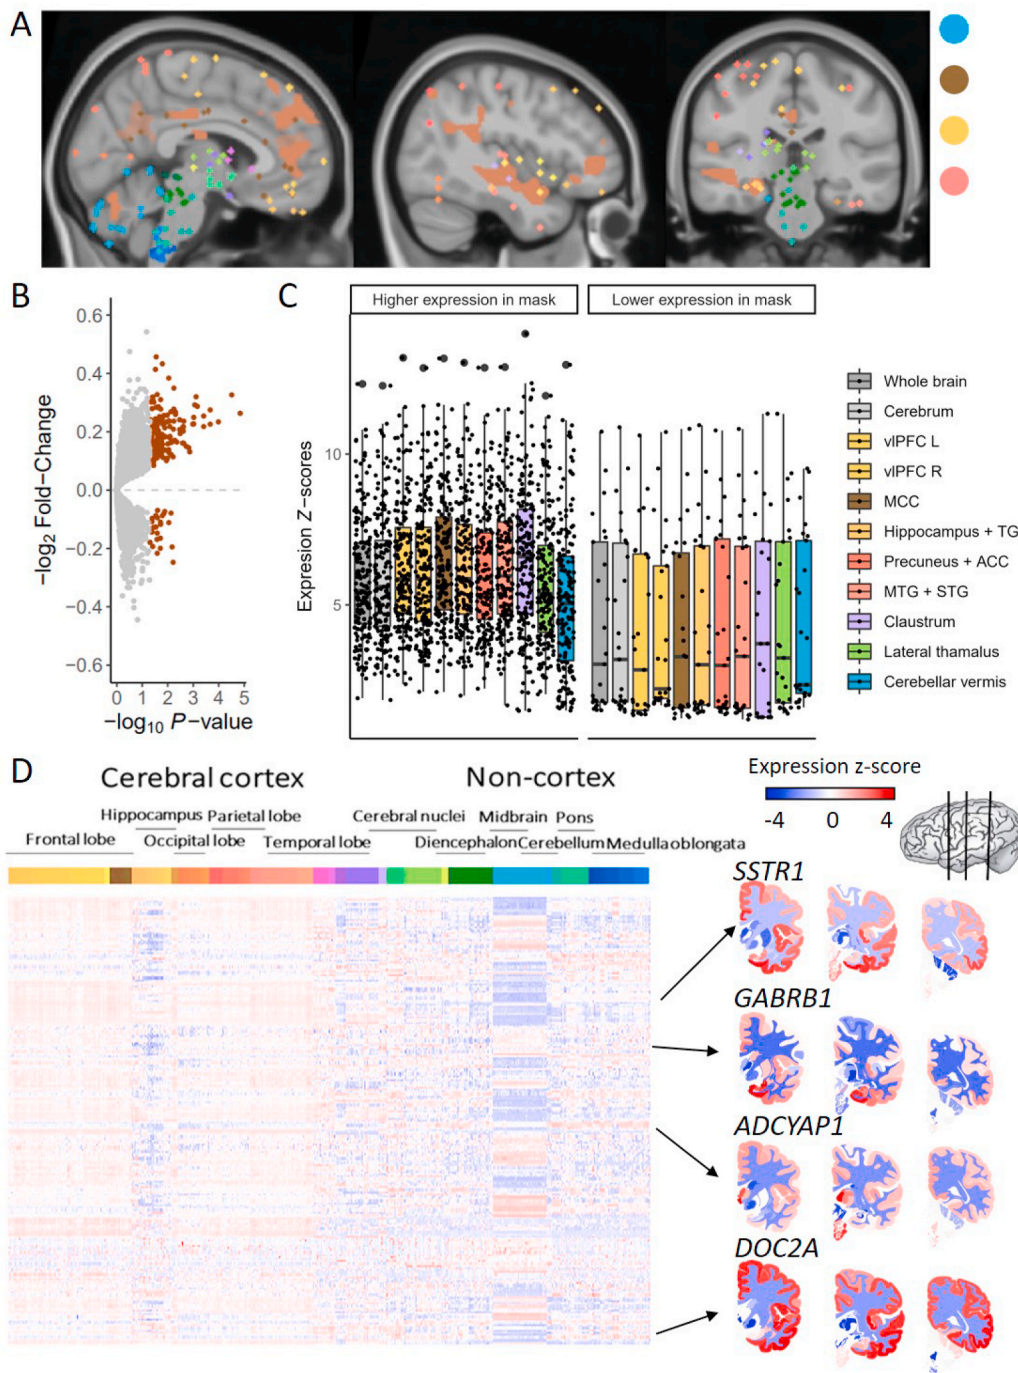 A
B
0.6
0.4
0.2
0.0
−0.2
−0.4
−0.6
−log2 Fold−Change
0 1 2 3 4 5
−log10 P−value
C
Higher expression in mask
Lower expression in mask
10
5
Expresion Z−scores
Whole brain
Cerebrum
vlPFC L
vlPFC R
MCC
Hippocampus + TG
Precuneus + ACC
MTG + STG
Claustrum
Lateral thamalus
Cerebellar vermis
D
Cerebral cortex
Non-cortex
Hippocampus Parietal lobe
Cerebral nuclei Midbrain Pons
Frontal lobe
Occipital lobe Temporal lobe
Diencephalon Cerebellum Medulla oblongata
Expression z-score
-4 0 4
SSTR1
GABRB1
ADCYAP1
DOC2A